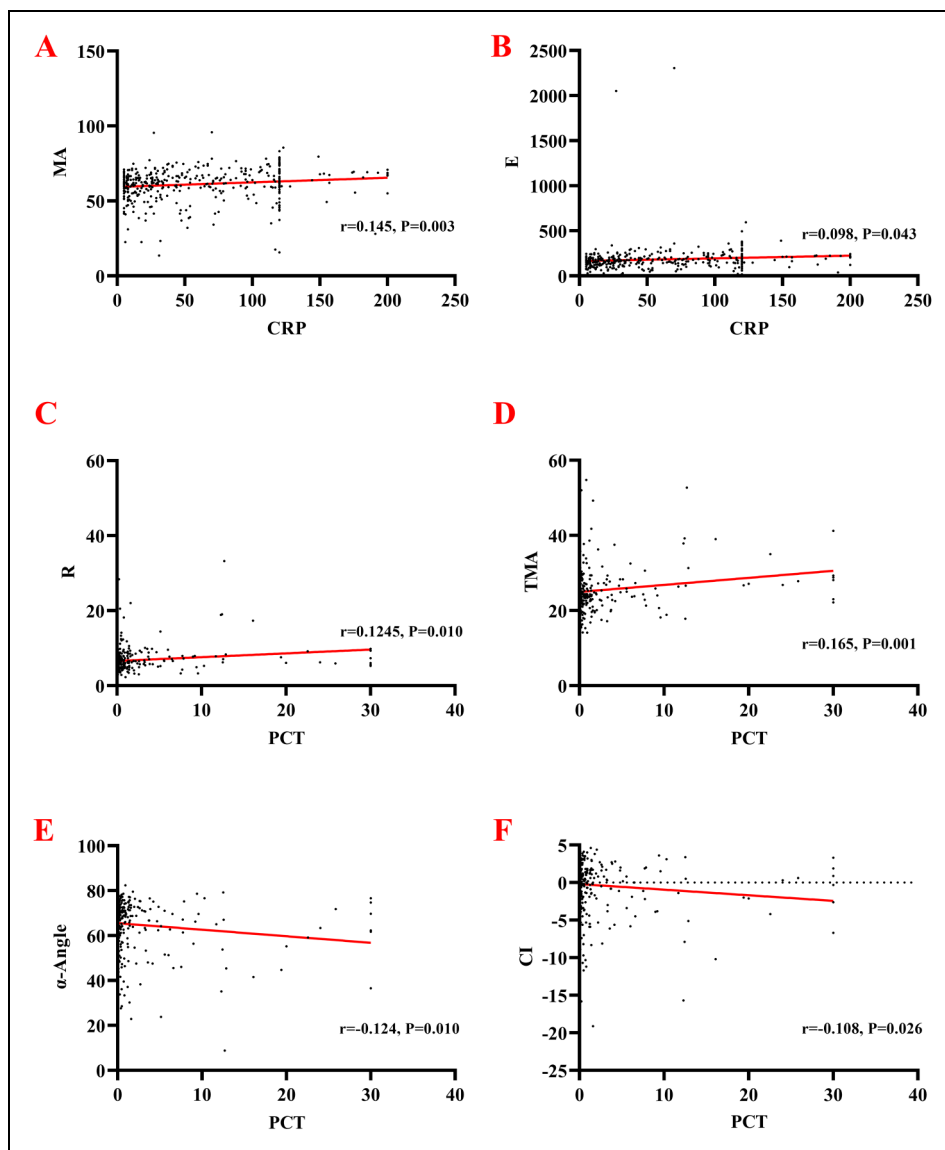 A
B
150
100
50
0
MA
r=0.145, P=0.003
0 50 100 150 200 250
CRP
2500
2000
1500
1000
500
0
E
r=0.098, P=0.043
0 50 100 150 200 250
CRP
C
D
60
40
20
0
R
r=0.1245, P=0.010
0 10 20 30 40
PCT
60
40
20
0
TMA
r=0.165, P=0.001
0 10 20 30 40
PCT
E
F
100
80
60
40
20
0
α-Angle
r=-0.124, P=0.010
0 10 20 30 40
PCT
5
0
-5
-10
-15
-20
-25
CI
r=-0.108, P=0.026
0 10 20 30 40
PCT